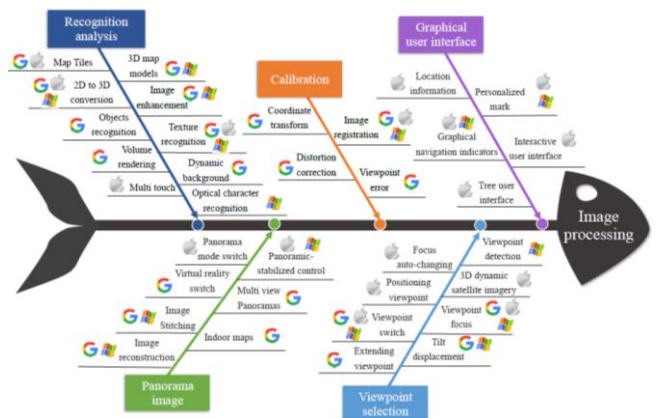 Recognition
analysis
Map Tiles
3D map
models
2D to 3D
conversion
Image
enhancement
Objects
recognition
Texture
recognition
Volume
rendering
Dynamic
background
Multi touch
Optical character
recognition
Calibration
Coordinate
transform
Image
registration
Distortion
correction
Viewpoint
error
Graphical
user interface
Location
information
Personalized
mark
Graphical
navigation indicators
Interactive
user interface
Tree user
interface
Image
processing
Panorama
mode switch
Panoramic-
stabilized control
Virtual reality
switch
Multi view
Panoramas
Image
Stitching
Indoor maps
Image
reconstruction
Panorama
image
Focus
auto-changing
Viewpoint
detection
Positioning
viewpoint
3D dynamic
satellite imagery
Viewpoint
switch
Viewpoint
focus
Extending
viewpoint
Tilt
displacement
Viewpoint
selection